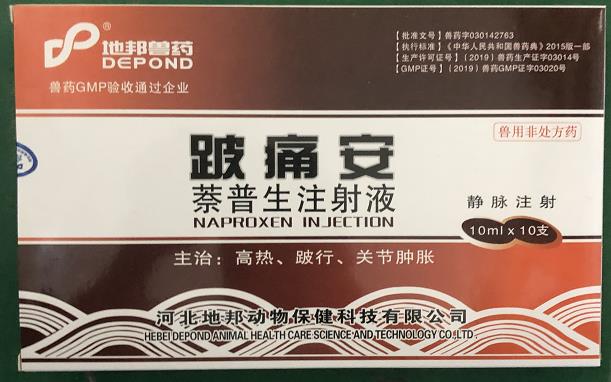 地邦兽药®
DEPOND
兽药GMP验收通过企业
【批准文号】兽药字030142763
【执行标准】《中华人民共和国兽药典》2015版一部
【生产许可证号】(2019)兽药生产证字03014号
【GMP证号】(2019)兽药GMP证字03020号
兽用非处方药
跛痛安
萘普生注射液
NAPROXEN INJECTION
静脉注射
10ml x 10支
主治：高热、跛行、关节肿胀
河北地邦动物保健科技有限公司
HEBEI DEPOND ANIMAL HEALTH CARE SCIENCE AND TECHNOLOGY CO.,LTD.